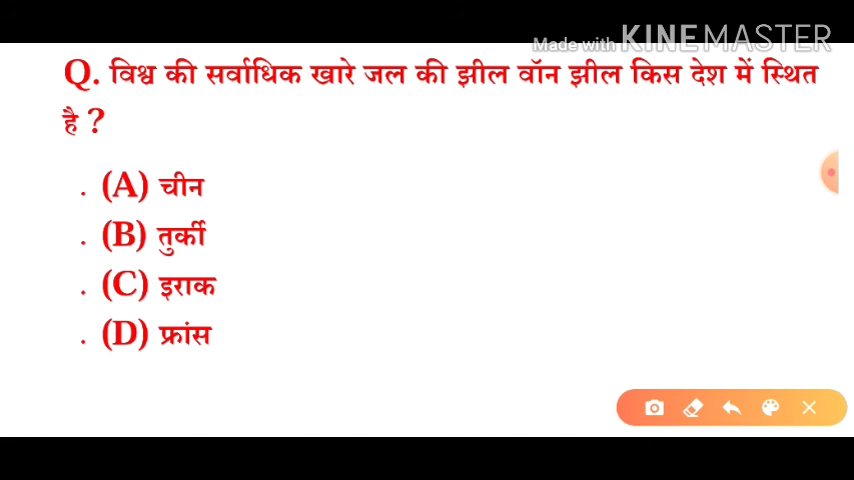 Made with KINEMASTER
Q. विश्व की सर्वाधिक खारे जल की झील वॉन झील किस देश में स्थित
है ?
. (A) चीन
. (B) तुर्की
. (C) इराक
. (D) फ्रांस